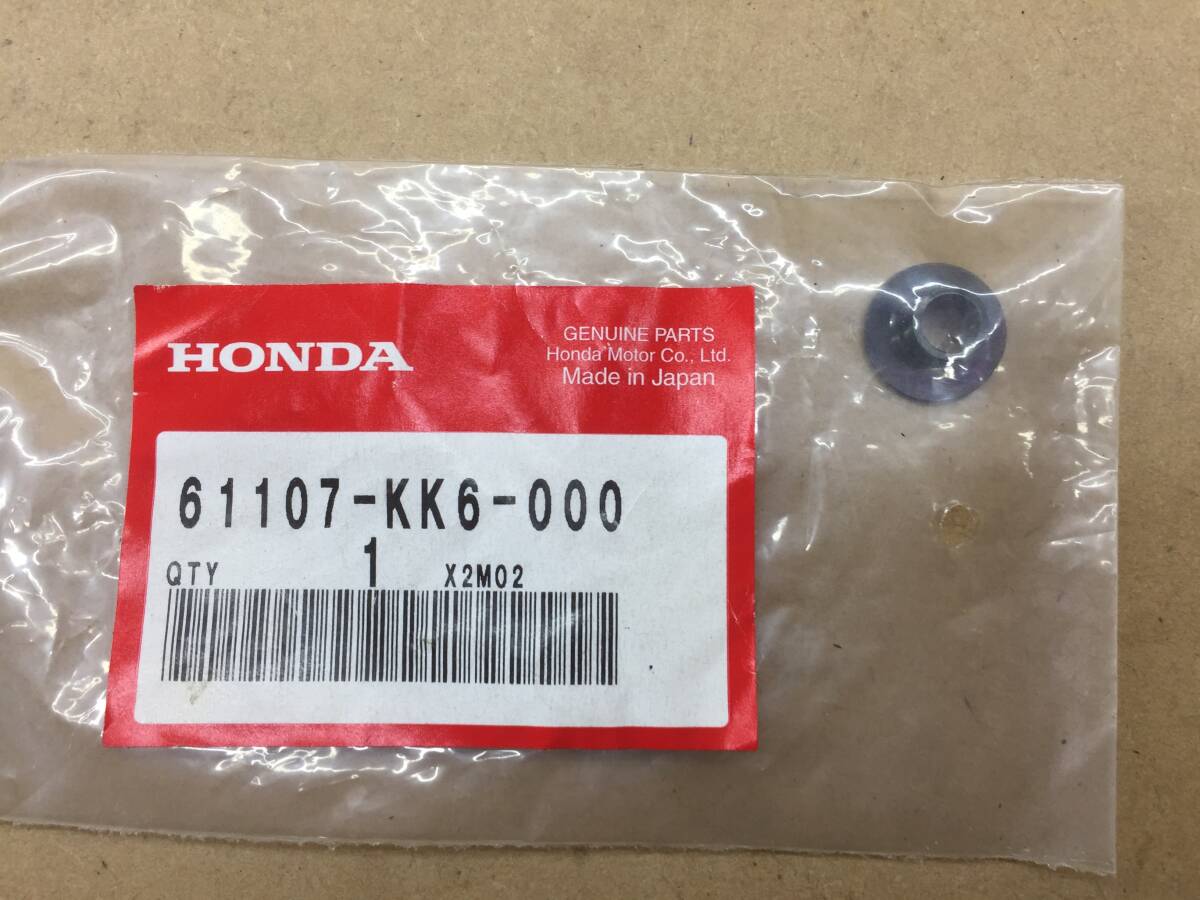 HONDA
GENUINE PARTS
Honda Motor Co., Ltd.
Made in Japan
61107-KK6-000
QTY 1 X2M02